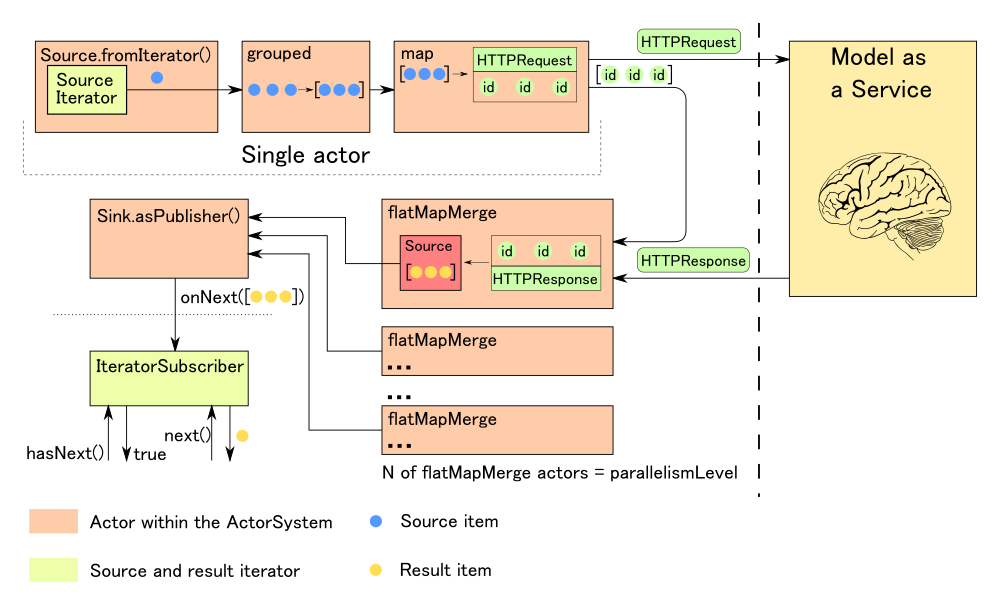 Source.fromIterator()
Source
Iterator
grouped
[ ]
map
[ ]
HTTPRequest
id id id
HTTPRequest
[id id id]
Model as
a Service
Single actor
Sink.asPublisher()
flatMapMerge
Source
[ ]
id id id
HTTPResponse
HTTPResponse
onNext([ ])
flatMapMerge
...
...
flatMapMerge
...
IteratorSubscriber
hasNext()
true
next()
N of flatMapMerge actors = parallelismLevel
Actor within the ActorSystem
Source item
Source and result iterator
Result item